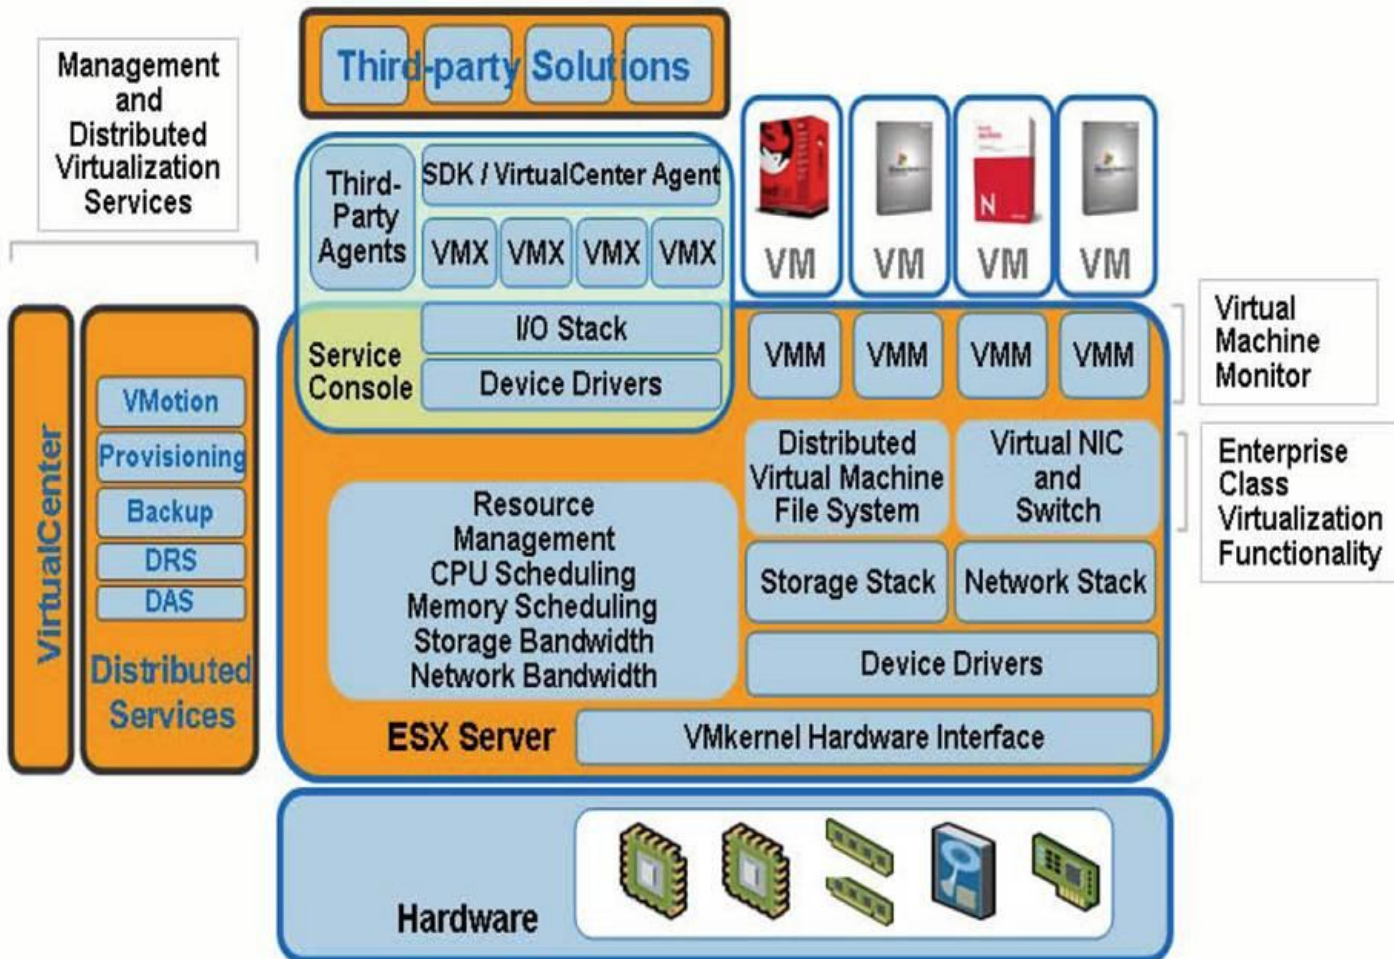 Management
and
Distributed
Virtualization
Services
Third-party Solutions
Third-
Party
Agents
SDK / VirtualCenter Agent
VMX VMX VMX VMX
N
VM VM VM VM
I/O Stack
Service
Console
Device Drivers
VMM VMM VMM VMM
Virtual
Machine
Monitor
VirtualCenter
VMotion
Provisioning
Backup
DRS
DAS
Distributed
Services
Resource
Management
CPU Scheduling
Memory Scheduling
Storage Bandwidth
Network Bandwidth
Distributed
Virtual Machine
File System
Virtual NIC
and
Switch
Enterprise
Class
Virtualization
Functionality
Storage Stack
Network Stack
Device Drivers
ESX Server
VMkernel Hardware Interface
Hardware